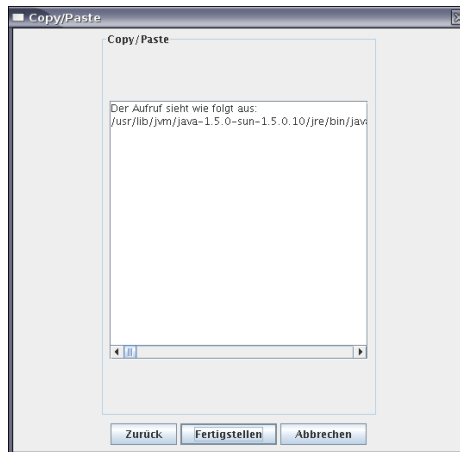 Copy/Paste
Copy/Paste
Der Aufruf sieht wie folgt aus:
/usr/lib/jvm/java-1.5.0-sun-1.5.0.10/jre/bin/jav
Zurück
Fertigstellen
Abbrechen